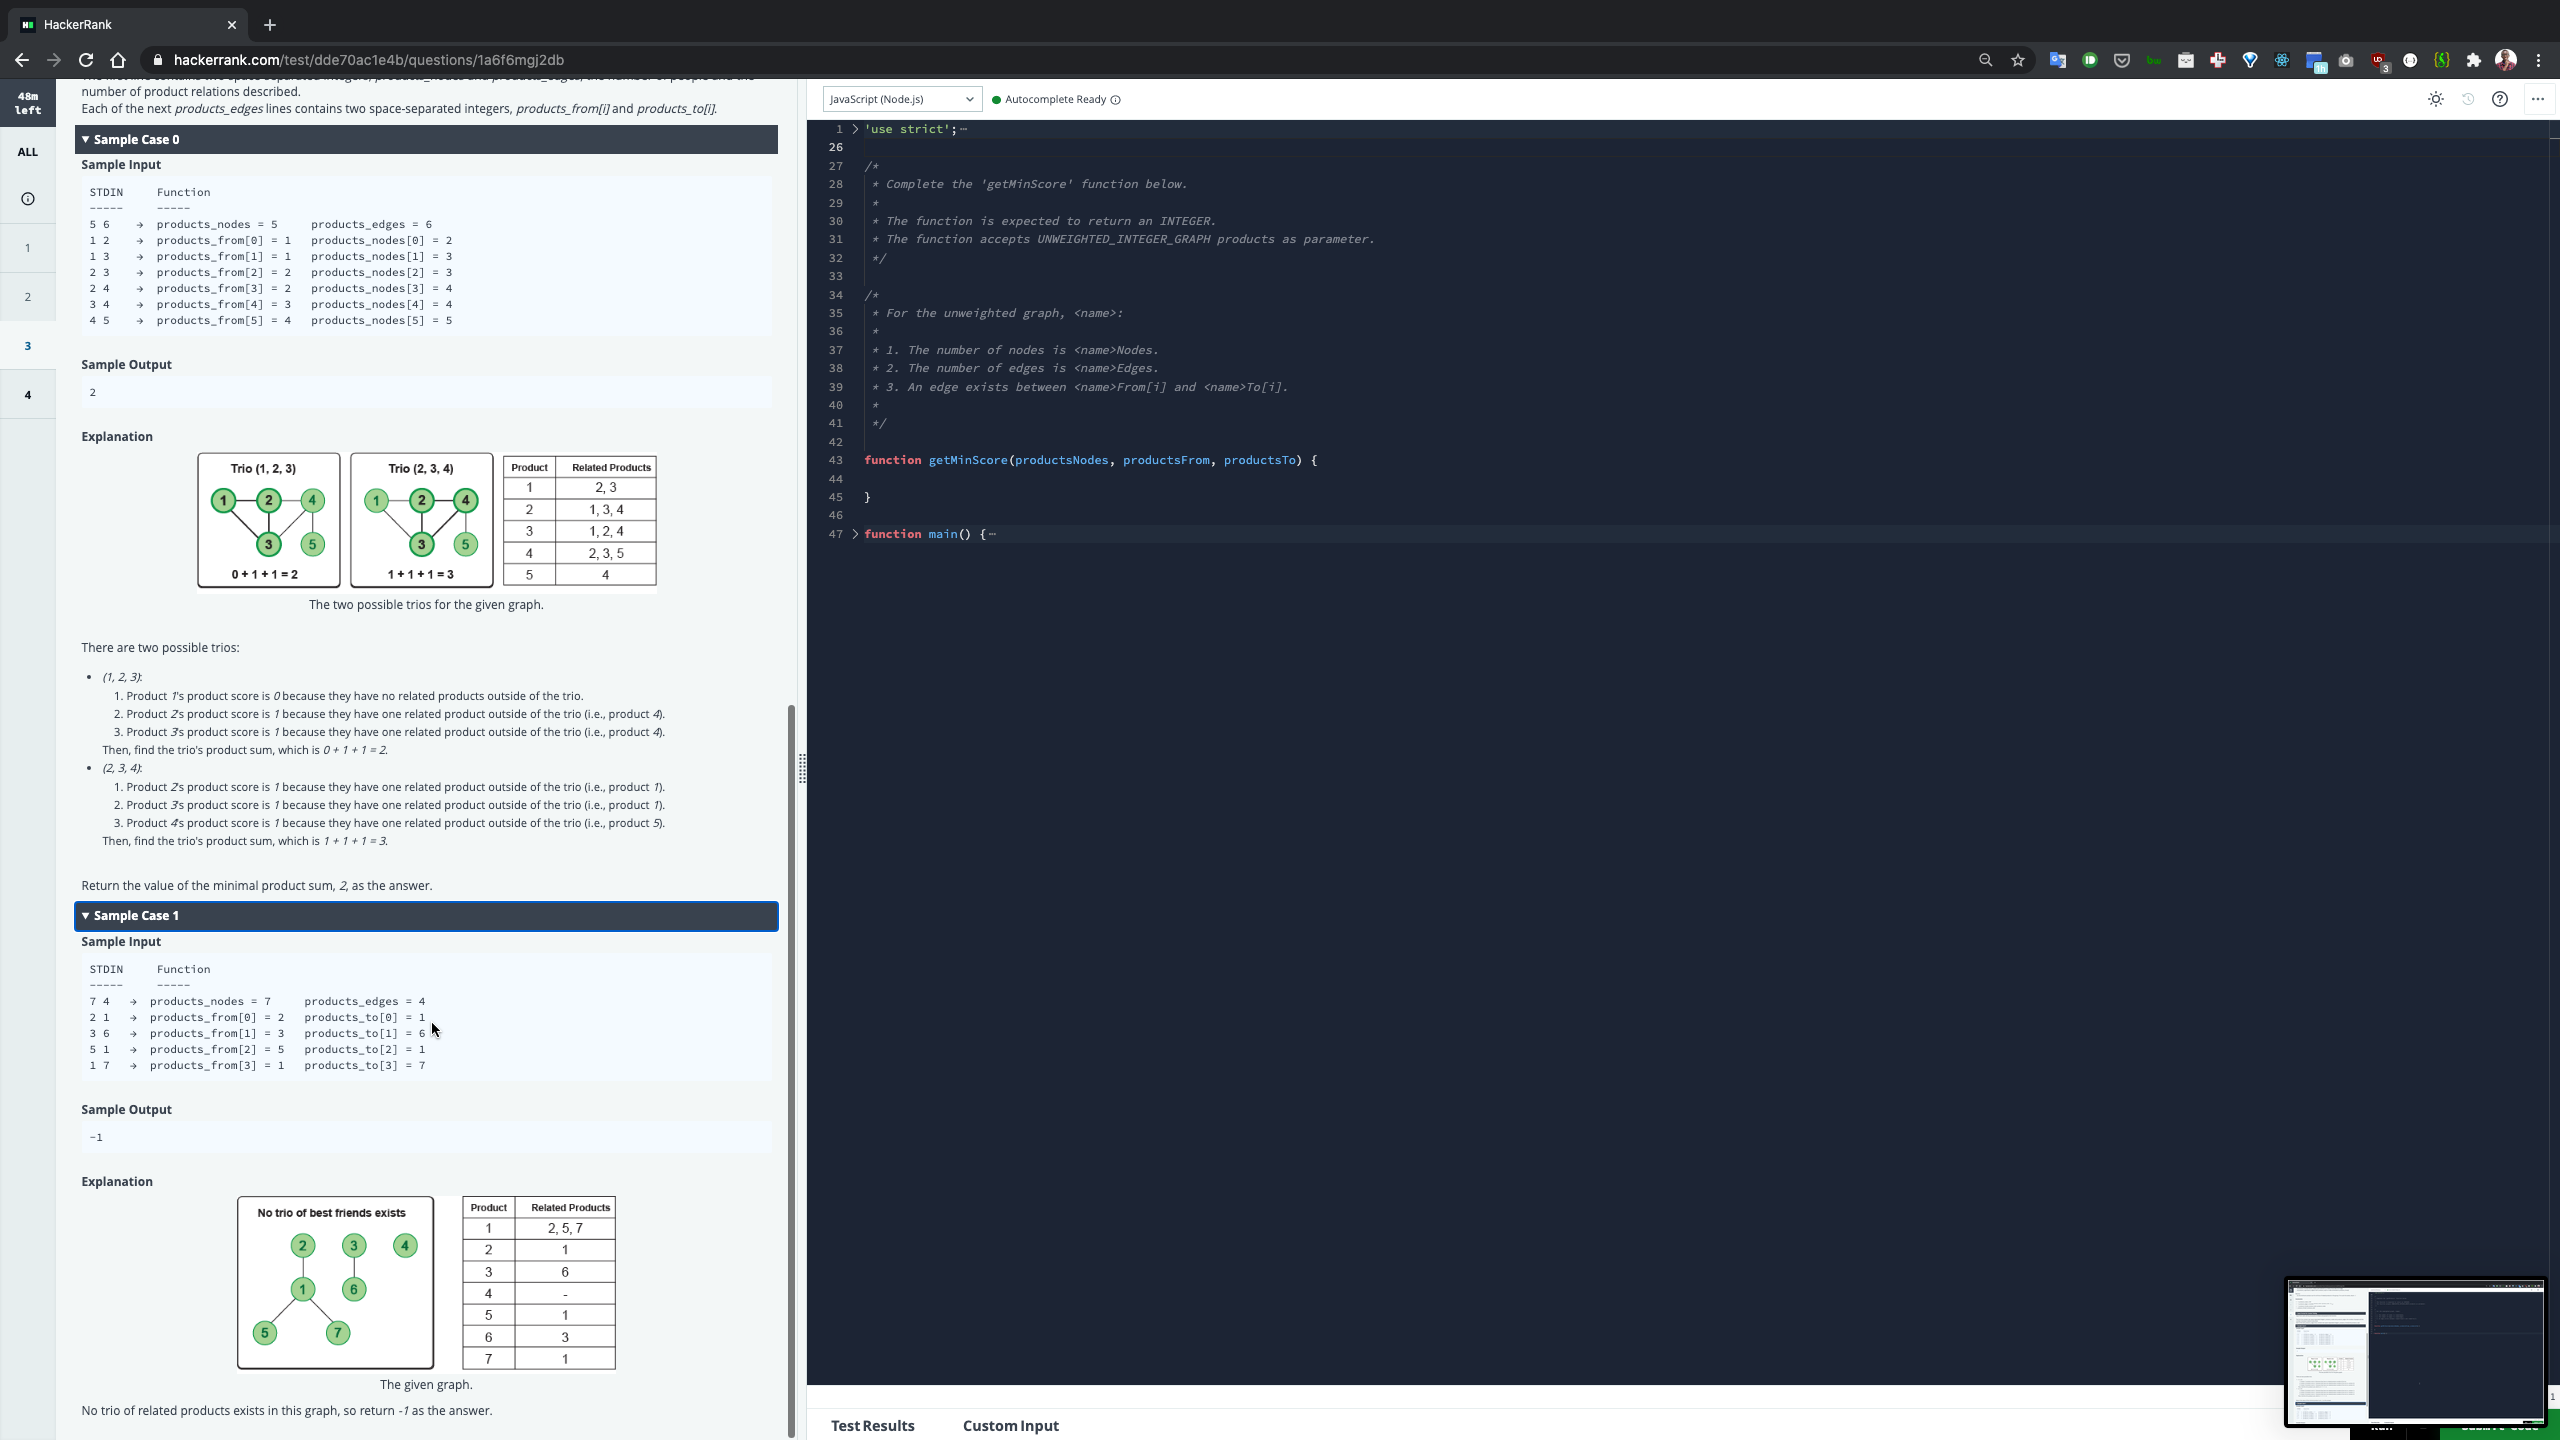 HackerRank
hackerrank.com/test/dde70ac1e4b/questions/1a6f6mgj2db
48m
left
ALL
1
2
3
4
number of product relations described.
Each of the next products_edges lines contains two space-separated integers, products_from[i] and products_to[i].
▼ Sample Case 0
Sample Input
STDIN Function
----- -----
5 6 → products_nodes = 5 products_edges = 6
1 2 → products_from[0] = 1 products_nodes[0] = 2
1 3 → products_from[1] = 1 products_nodes[1] = 3
2 3 → products_from[2] = 2 products_nodes[2] = 3
2 4 → products_from[3] = 2 products_nodes[3] = 4
3 4 → products_from[4] = 3 products_nodes[4] = 4
4 5 → products_from[5] = 4 products_nodes[5] = 5
Sample Output
2
Explanation
Trio (1, 2, 3)
1 2 4
3 5
0 + 1 + 1 = 2
Trio (2, 3, 4)
1 2 4
3 5
1 + 1 + 1 = 3
Product Related Products
1 2, 3
2 1, 3, 4
3 1, 2, 4
4 2, 3, 5
5 4
The two possible trios for the given graph.
There are two possible trios:
• (1, 2, 3):
1. Product 1's product score is 0 because they have no related products outside of the trio.
2. Product 2's product score is 1 because they have one related product outside of the trio (i.e., product 4).
3. Product 3's product score is 1 because they have one related product outside of the trio (i.e., product 4).
Then, find the trio's product sum, which is 0 + 1 + 1 = 2.
• (2, 3, 4):
1. Product 2's product score is 1 because they have one related product outside of the trio (i.e., product 1).
2. Product 3's product score is 1 because they have one related product outside of the trio (i.e., product 1).
3. Product 4's product score is 1 because they have one related product outside of the trio (i.e., product 5).
Then, find the trio's product sum, which is 1 + 1 + 1 = 3.
Return the value of the minimal product sum, 2, as the answer.
▼ Sample Case 1
Sample Input
STDIN Function
----- -----
7 4 → products_nodes = 7 products_edges = 4
2 1 → products_from[0] = 2 products_to[0] = 1
3 6 → products_from[1] = 3 products_to[1] = 6
5 1 → products_from[2] = 5 products_to[2] = 1
1 7 → products_from[3] = 1 products_to[3] = 7
Sample Output
-1
Explanation
No trio of best friends exists
2 3 4
1 6
5 7
Product Related Products
1 2, 5, 7
2 1
3 6
4 -
5 1
6 3
7 1
The given graph.
No trio of related products exists in this graph, so return -1 as the answer.
JavaScript (Node.js)
Autocomplete Ready
1 'use strict';
26
27 /*
28 * Complete the 'getMinScore' function below.
29 *
30 * The function is expected to return an INTEGER.
31 * The function accepts UNWEIGHTED_INTEGER_GRAPH products as parameter.
32 */
33
34 /*
35 * For the unweighted graph, <name>:
36 *
37 * 1. The number of nodes is <name>Nodes.
38 * 2. The number of edges is <name>Edges.
39 * 3. An edge exists between <name>From[i] and <name>To[i].
40 *
41 */
42
43 function getMinScore(productsNodes, productsFrom, productsTo) {
44
45 }
46
47 function main() {
Test Results Custom Input